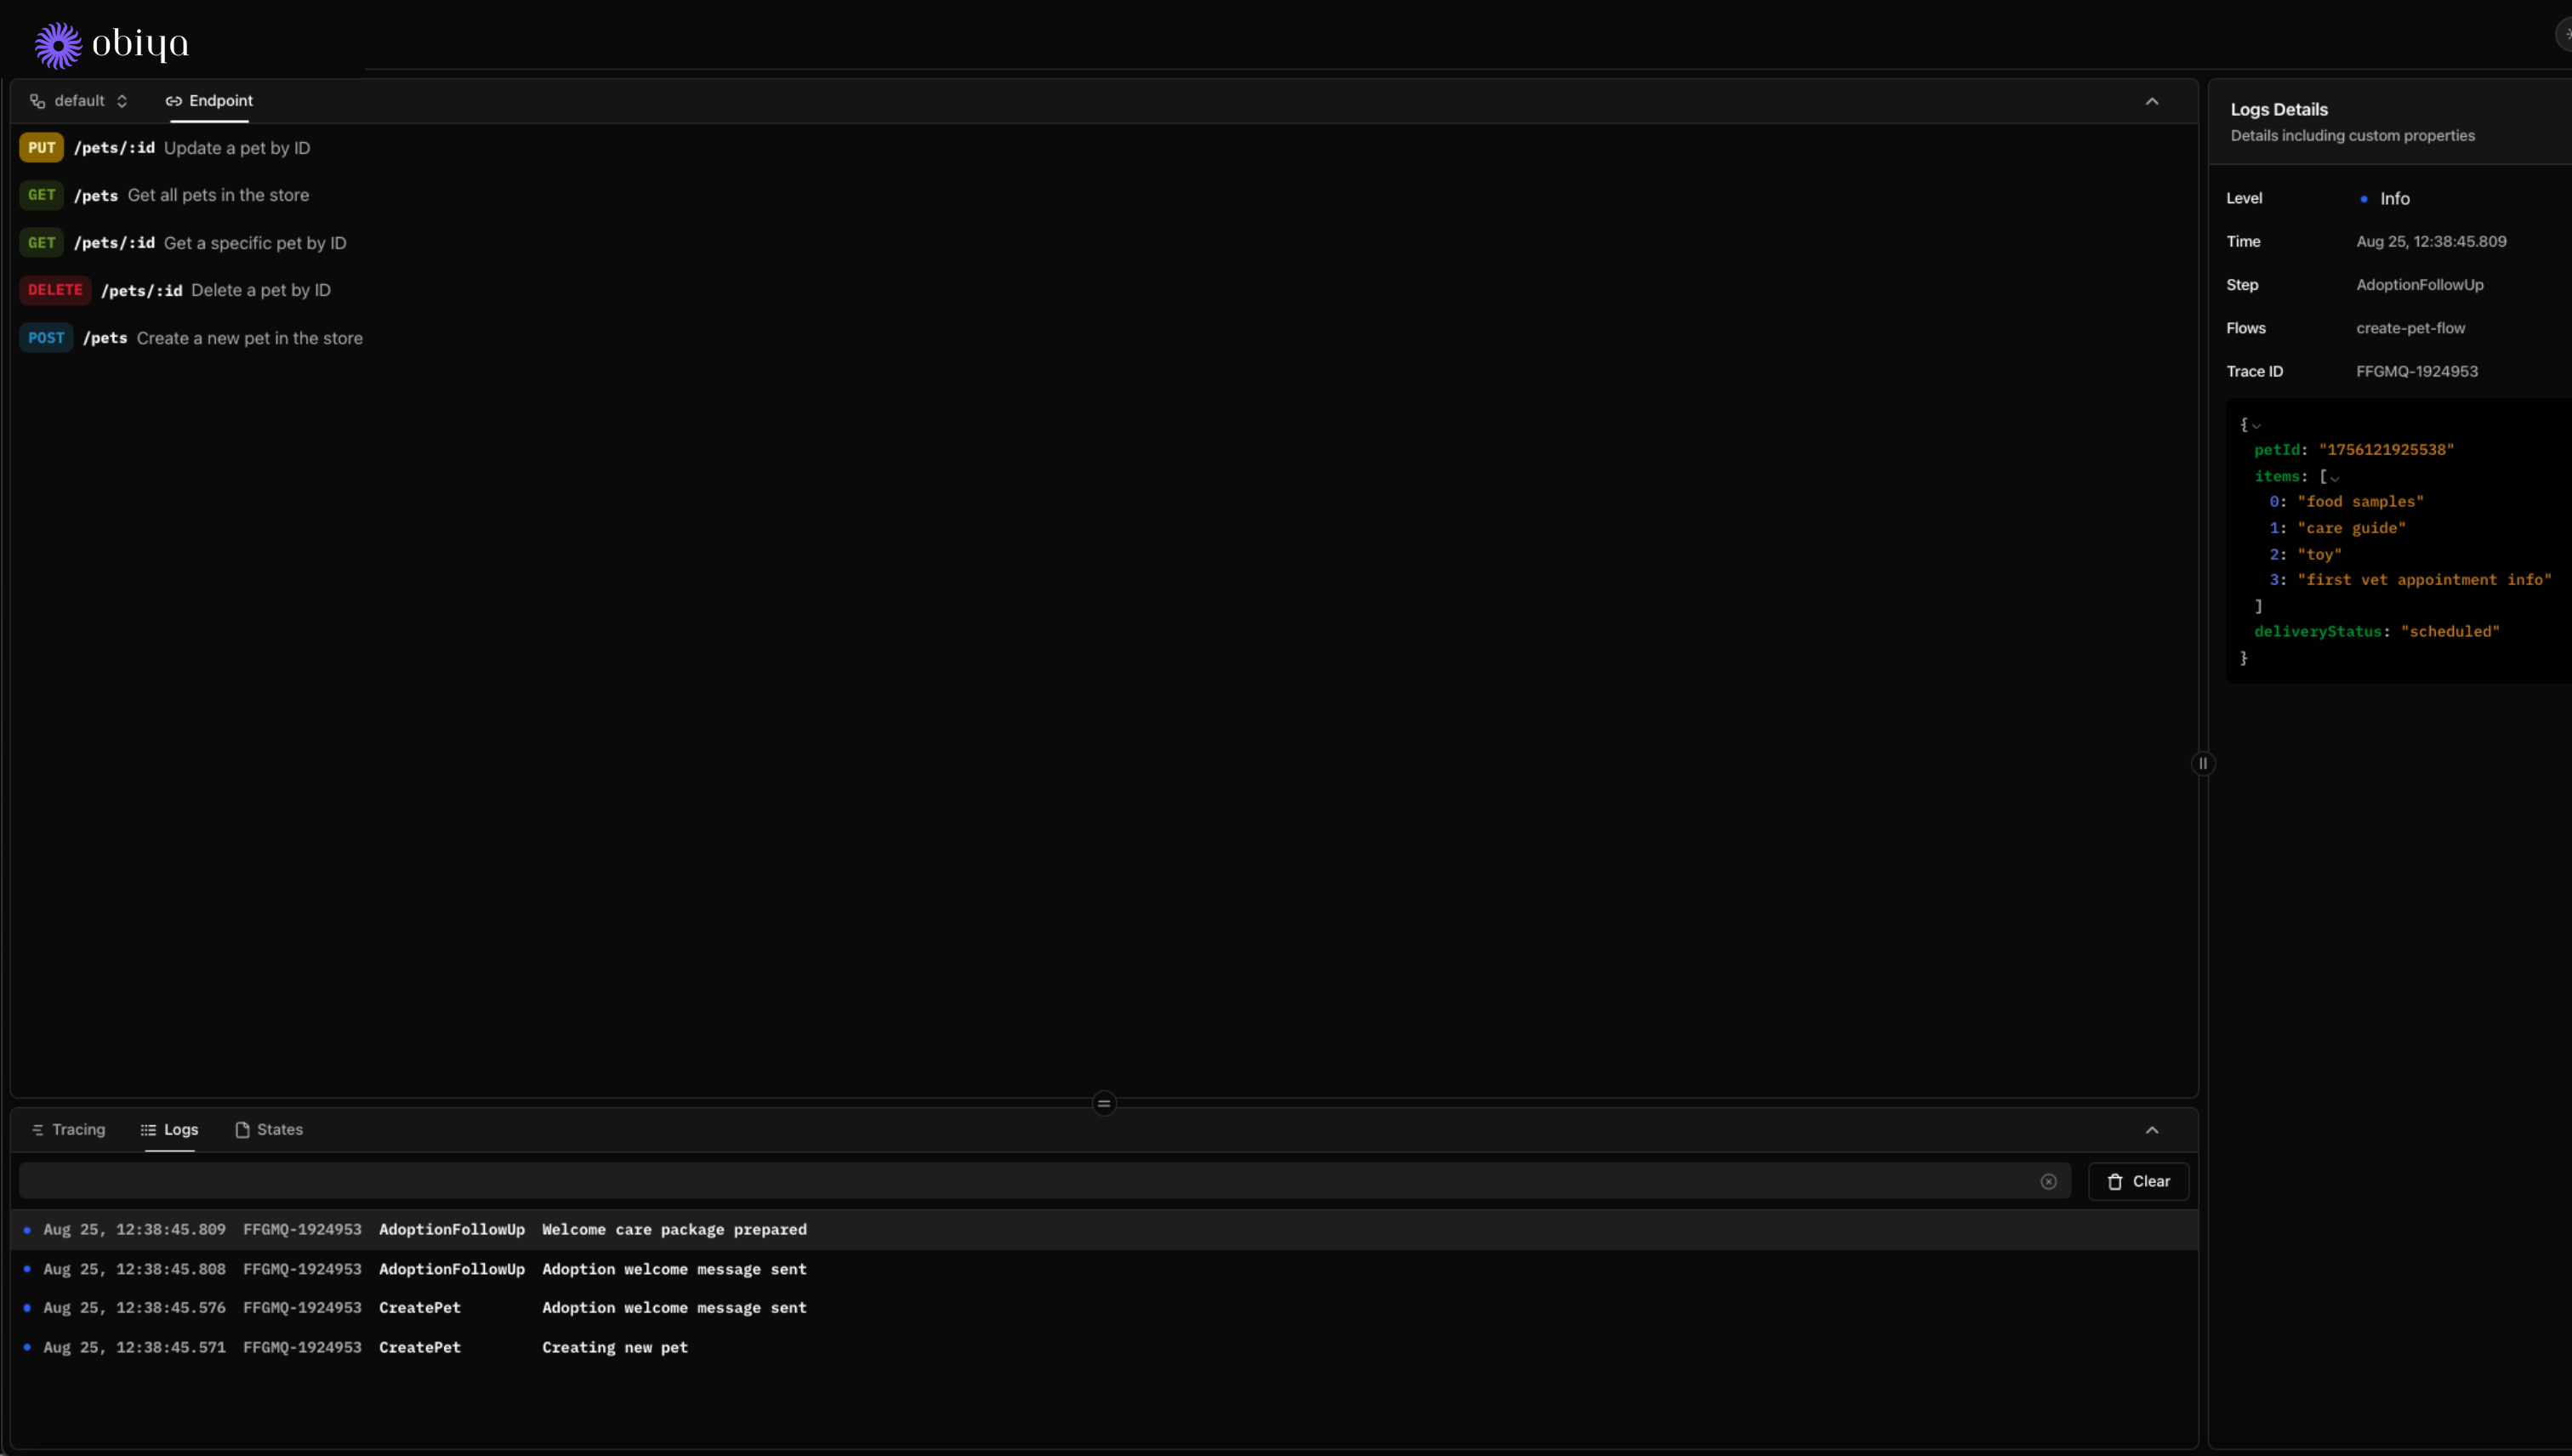 obiya
default Endpoint
PUT /pets/:id Update a pet by ID
GET /pets Get all pets in the store
GET /pets/:id Get a specific pet by ID
DELETE /pets/:id Delete a pet by ID
POST /pets Create a new pet in the store
Tracing Logs States
Clear
Aug 25, 12:38:45.809 FFGMQ-1924953 AdoptionFollowUp Welcome care package prepared
Aug 25, 12:38:45.808 FFGMQ-1924953 AdoptionFollowUp Adoption welcome message sent
Aug 25, 12:38:45.576 FFGMQ-1924953 CreatePet Adoption welcome message sent
Aug 25, 12:38:45.571 FFGMQ-1924953 CreatePet Creating new pet
Logs Details
Details including custom properties
Level Info
Time Aug 25, 12:38:45.809
Step AdoptionFollowUp
Flows create-pet-flow
Trace ID FFGMQ-1924953
{
petId: "1756121925538"
items: [
0: "food samples"
1: "care guide"
2: "toy"
3: "first vet appointment info"
]
deliveryStatus: "scheduled"
}